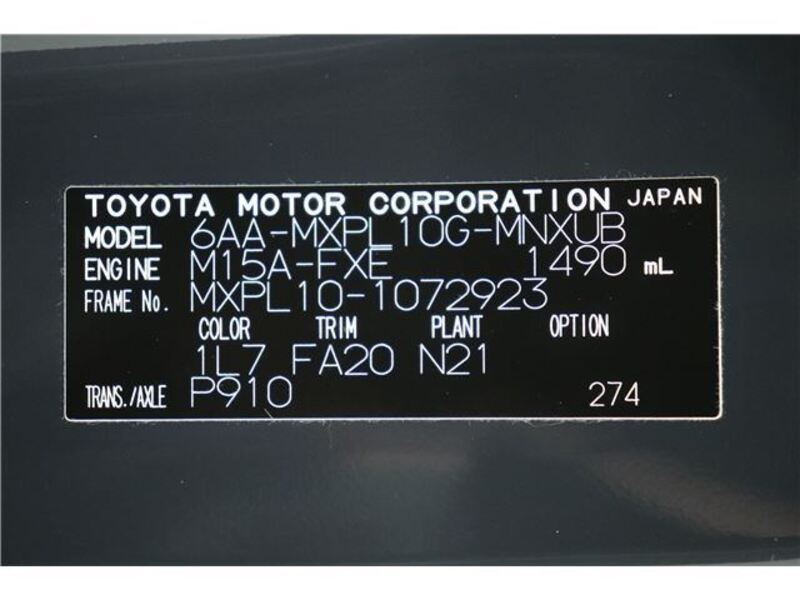 TOYOTA MOTOR CORPORATION JAPAN
MODEL 6AA-MXPL10G-MNXUB
ENGINE M15A-FXE 1490 mL
FRAME No. MXPL10-1072923
COLOR TRIM PLANT OPTION
1L7 FA20 N21
TRANS./AXLE P910 274